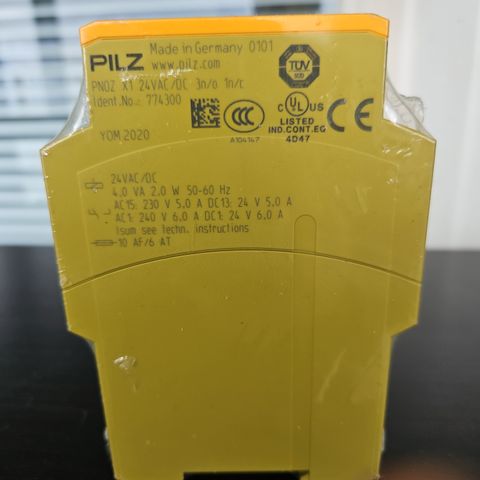 PILZ
Made in Germany 0101
www.pilz.com
PNOZ X1 24VAC/DC 3n/o 1n/c
Ident.No.: 774300
YOM 2020
TÜV
SÜD
CCC
A104147
C UL US
LISTED
IND.CONT.EG
4D47
CE
24VAC/DC
4.0 VA 2.0 W 50-60 Hz
AC15: 230 V 5.0 A DC13: 24 V 5.0 A
AC1: 240 V 6.0 A DC1: 24 V 6.0 A
Isum see techn. instructions
10 AF/6 AT